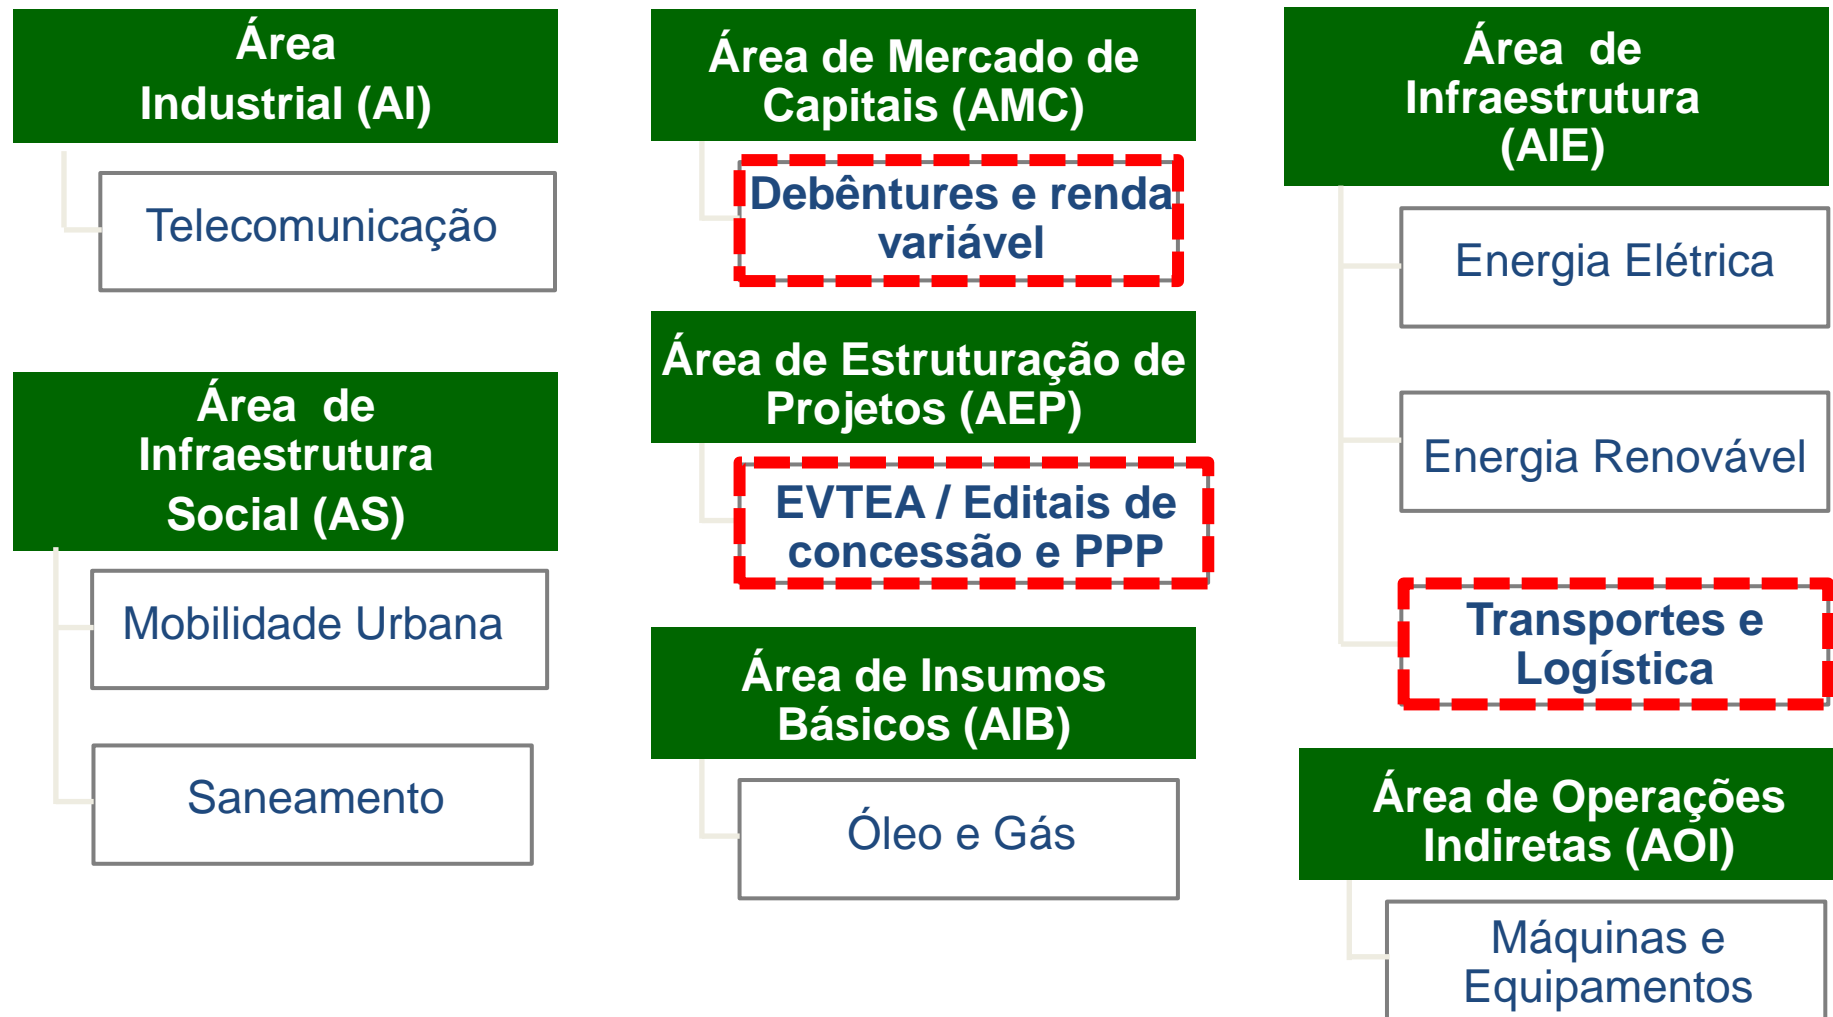 Área
Industrial (AI)
Telecomunicação
Área de
Infraestrutura
Social (AS)
Mobilidade Urbana
Saneamento
Área de Mercado de
Capitais (AMC)
Debêntures e renda
variável
Área de Estruturação de
Projetos (AEP)
EVTEA / Editais de
concessão e PPP
Área de Insumos
Básicos (AIB)
Óleo e Gás
Área de
Infraestrutura
(AIE)
Energia Elétrica
Energia Renovável
Transportes e
Logística
Área de Operações
Indiretas (AOI)
Máquinas e
Equipamentos